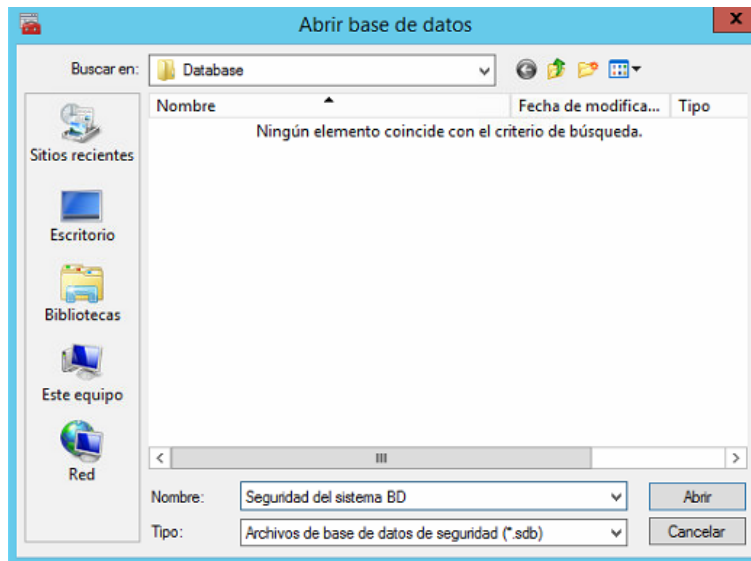 Abrir base de datos
x
Buscar en: Database
Nombre Fecha de modifica... Tipo
Ningún elemento coincide con el criterio de búsqueda.
Sitios recientes
Escritorio
Bibliotecas
Este equipo
Red
Nombre: Seguridad del sistema BD Abrir
Tipo: Archivos de base de datos de seguridad (*.sdb) Cancelar